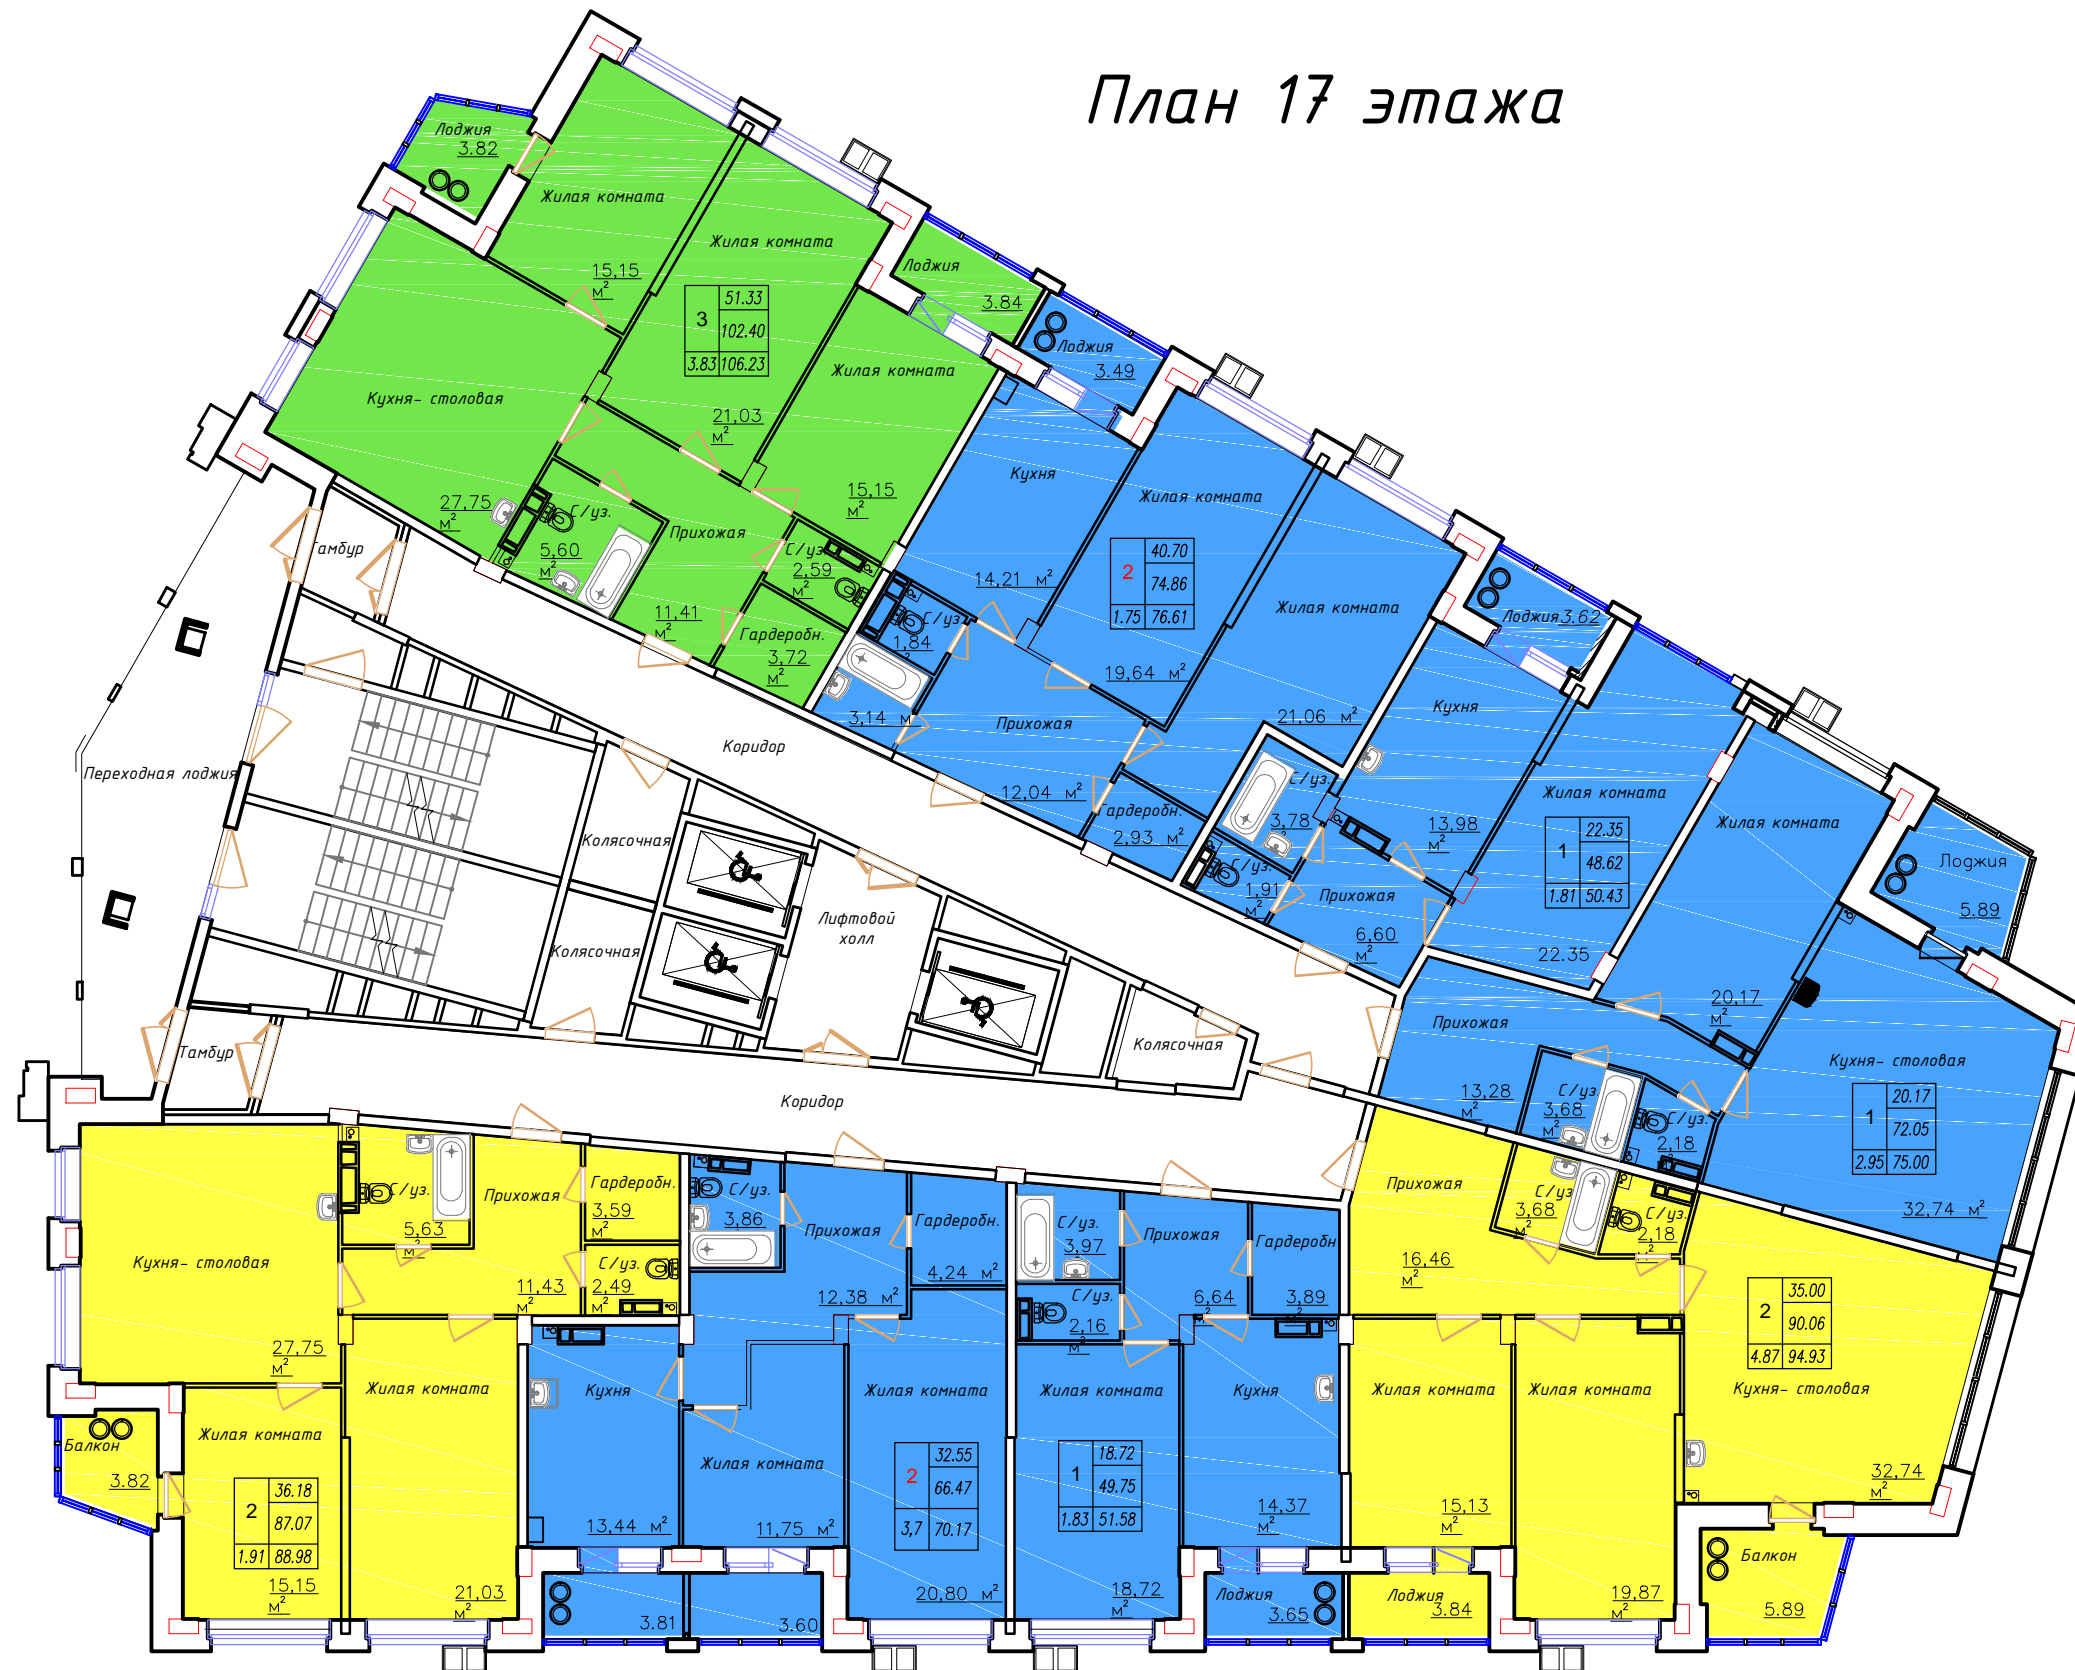 План 17 этажа
Лоджия
3.82
Жилая комната
15,15
м²
Жилая комната
21,03
м²
3
51.33
102.40
3.83
106.23
Лоджия
3.84
Жилая комната
15,15
м²
Кухня- столовая
27,75
м²
С/уз.
5,60
м²
Прихожая
11,41
м²
С/уз.
2,59
м²
Гардеробн.
3,72
м²
Лоджия
3.49
Кухня
14,21 м²
Жилая комната
19,64 м²
2
40.70
74.86
1.75
76.61
С/уз.
1,84
м²
3,14 м
Прихожая
12,04 м²
Жилая комната
21,06 м²
Гардеробн.
2,93 м²
Лоджия
3.62
Кухня
13,98
м²
С/уз.
3,78
м²
С/уз.
1,91
м²
Прихожая
6,60
м²
Жилая комната
22.35
1
22.35
48.62
1.81
50.43
Жилая комната
20,17
м²
Лоджия
5.89
Кухня- столовая
32,74 м²
1
20.17
72.05
2.95
75.00
Прихожая
13,28
м²
С/уз.
3,68
м²
С/уз.
2,18
м²
Тамбур
Коридор
Переходная лоджия
Колясочная
Колясочная
Лифтовой
холл
Колясочная
Тамбур
Коридор
Кухня- столовая
27,75
м²
С/уз.
5,63
м²
Прихожая
11,43
м²
Гардеробн.
3,59
м²
С/уз.
2,49
м²
Балкон
3.82
Жилая комната
15,15
м²
2
36.18
87.07
1.91
88.98
Жилая комната
21,03
м²
С/уз.
3,86
Прихожая
12,38 м²
Гардеробн.
4,24 м²
Кухня
13,44 м²
Жилая комната
11,75 м²
Жилая комната
20,80 м²
2
32.55
66.47
3,7
70.17
3.81
3.60
С/уз.
3,97
м²
С/уз.
2,16
м²
Прихожая
6,64
м²
Гардеробн
3,89
м²
Жилая комната
18,72
м²
1
18.72
49.75
1.83
51.58
Кухня
14,37
м²
Лоджия
3.65
Прихожая
16,46
м²
С/уз
3,68
м²
С/уз.
2,18
м²
Жилая комната
15,13
м²
Жилая комната
19,87
м²
Лоджия
3.84
2
35.00
90.06
4.87
94.93
Кухня- столовая
32,74
м²
Балкон
5.89